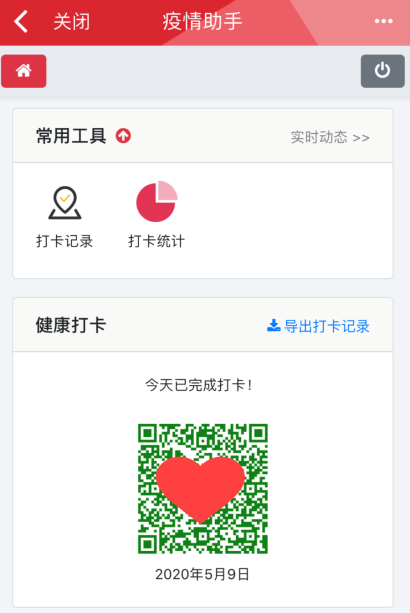 关闭 疫情助手
常用工具 实时动态 >>
打卡记录 打卡统计
健康打卡 导出打卡记录
今天已完成打卡!
2020年5月9日